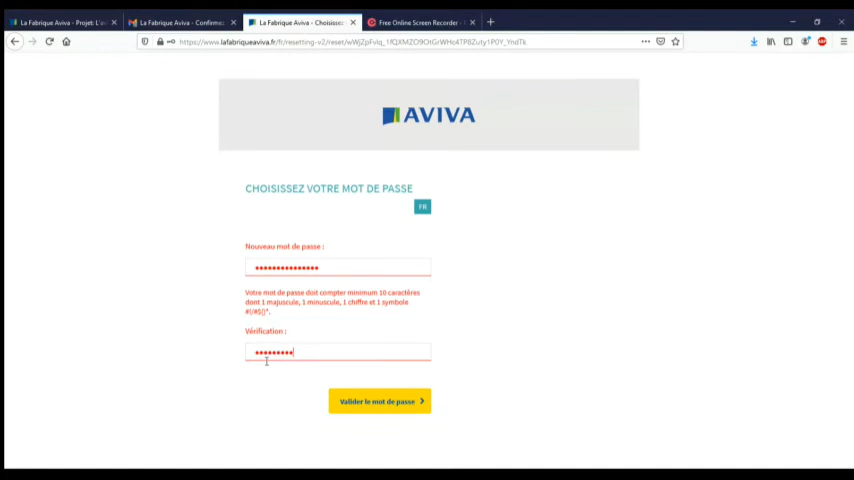 La Fabrique Aviva - Projet: L'av
La Fabrique Aviva - Confirma
La Fabrique Aviva - Choisissez
Free Online Screen Recorder -
AVIVA
CHOISISSEZ VOTRE MOT DE PASSE
FR
Nouveau mot de passe :
Votre mot de passe doit compter minimum 10 caractères
dont 1 majuscule, 1 minuscule, 1 chiffre et 1 symbole
Vérification :
Valider le mot de passe